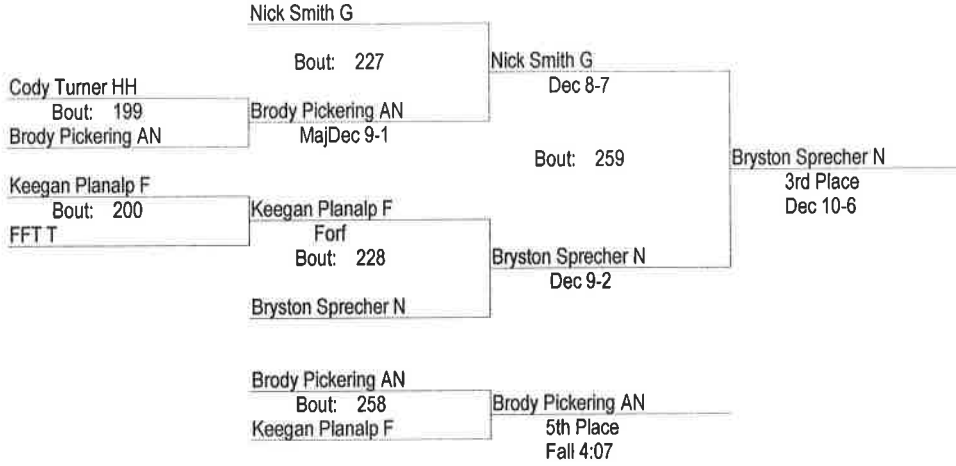 Nick Smith G
Bout: 227
Nick Smith G
Dec 8-7
Cody Turner HH
Bout: 199
Brody Pickering AN
Brody Pickering AN
MajDec 9-1
Bout: 259
Bryston Sprecher N
3rd Place
Dec 10-6
Keegan Planalp F
Bout: 200
FFT T
Keegan Planalp F
Forf
Bout: 228
Bryston Sprecher N
Dec 9-2
Bryston Sprecher N
Brody Pickering AN
Bout: 258
Keegan Planalp F
Brody Pickering AN
5th Place
Fall 4:07